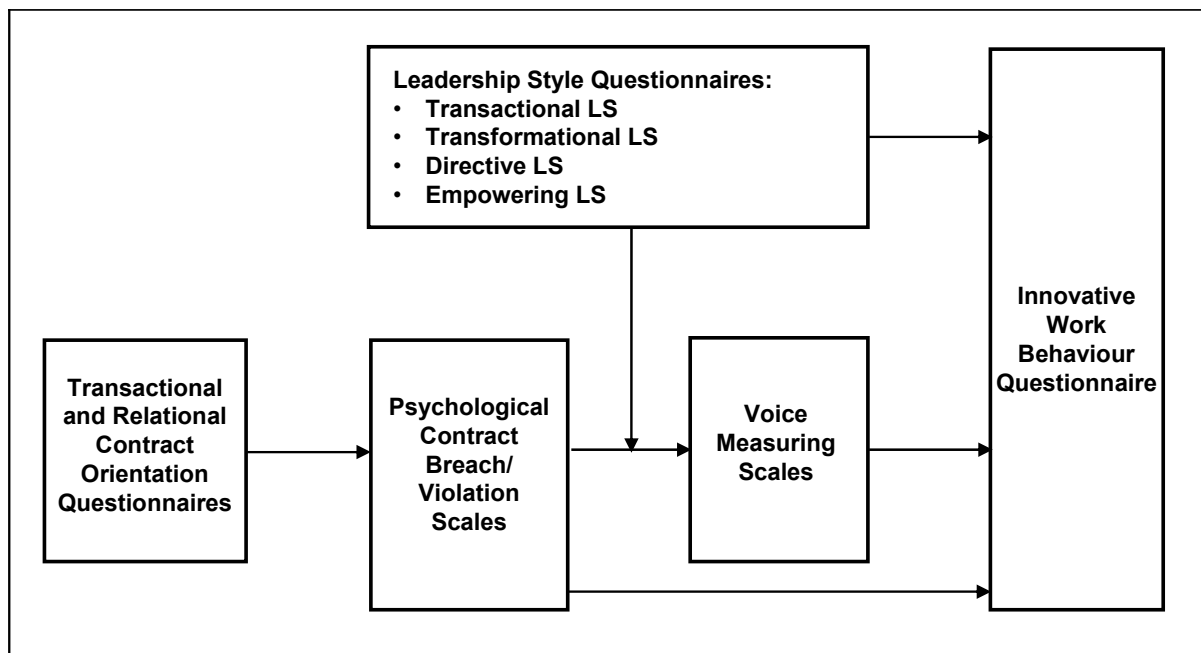 Leadership Style Questionnaires:
• Transactional LS
• Transformational LS
• Directive LS
• Empowering LS
Transactional
and Relational
Contract
Orientation
Questionnaires
Psychological
Contract
Breach/
Violation
Scales
Voice
Measuring
Scales
Innovative
Work
Behaviour
Questionnaire